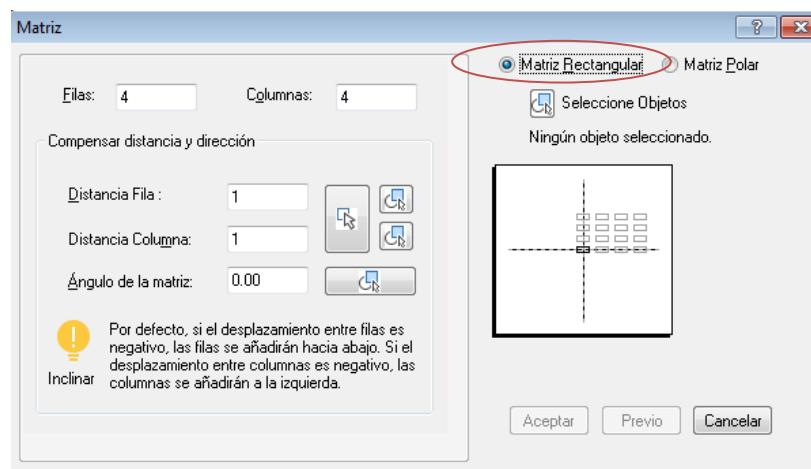 Matriz
Matriz Rectangular
Matriz Polar
Filas: 4
Columnas: 4
Seleccione Objetos
Ningún objeto seleccionado.
Compensar distancia y dirección
Distancia Fila : 1
Distancia Columna: 1
Ángulo de la matriz: 0.00
Por defecto, si el desplazamiento entre filas es
negativo, las filas se añadirán hacia abajo. Si el
desplazamiento entre columnas es negativo, las
columnas se añadirán a la izquierda.
Inclinar
Aceptar
Previo
Cancelar